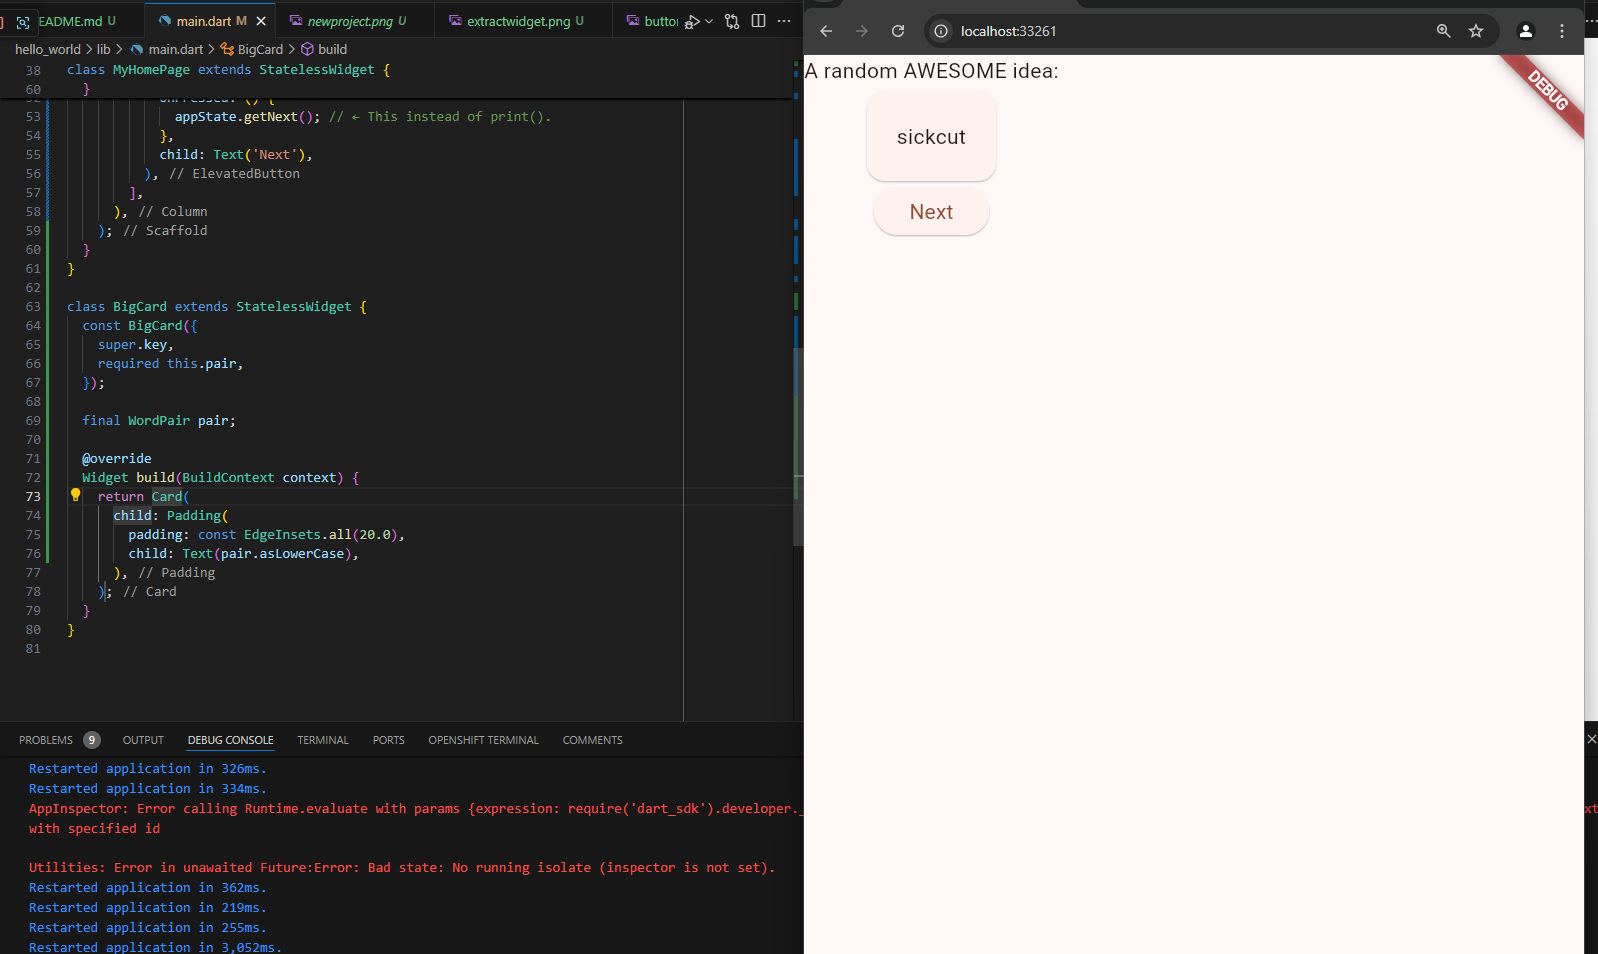 EADME.md U main.dart M newproject.png U extractwidget.png U button
hello_world > lib > main.dart > BigCard > build
38 class MyHomePage extends StatelessWidget {
60 }
53 appState.getNext(); // ← This instead of print().
54 },
55 child: Text('Next'),
56 ), // ElevatedButton
57 ],
58 ), // Column
59 ); // Scaffold
60 }
61 }
62
63 class BigCard extends StatelessWidget {
64 const BigCard({
65 super.key,
66 required this.pair,
67 });
68
69 final WordPair pair;
70
71 @override
72 Widget build(BuildContext context) {
73 return Card(
74 child: Padding(
75 padding: const EdgeInsets.all(20.0),
76 child: Text(pair.asLowerCase),
77 ), // Padding
78 ); // Card
79 }
80 }
81
PROBLEMS 9 OUTPUT DEBUG CONSOLE TERMINAL PORTS OPENSHIFT TERMINAL COMMENTS
Restarted application in 326ms.
Restarted application in 334ms.
AppInspector: Error calling Runtime.evaluate with params {expression: require('dart_sdk').developer._
with specified id
Utilities: Error in unawaited Future:Error: Bad state: No running isolate (inspector is not set).
Restarted application in 362ms.
Restarted application in 219ms.
Restarted application in 255ms.
Restarted application in 3,052ms.
localhost:33261
A random AWESOME idea:
DEBUG
sickcut
Next